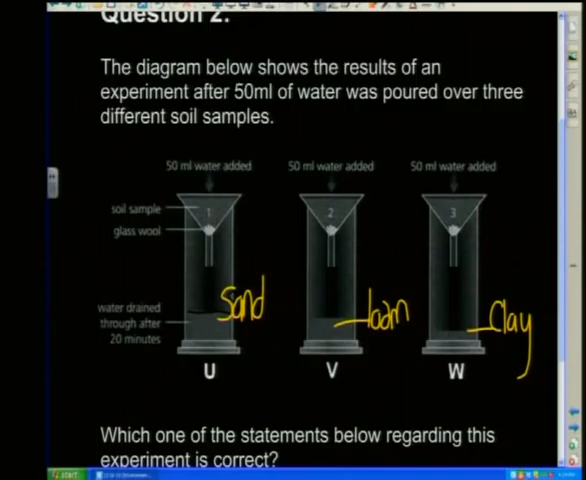 Question 2.
The diagram below shows the results of an
experiment after 50ml of water was poured over three
different soil samples.
50 ml water added
50 ml water added
50 ml water added
soil sample
1
2
3
glass wool
Sand
loam
Clay
water drained
through after
20 minutes
U
V
W
Which one of the statements below regarding this
experiment is correct?
start